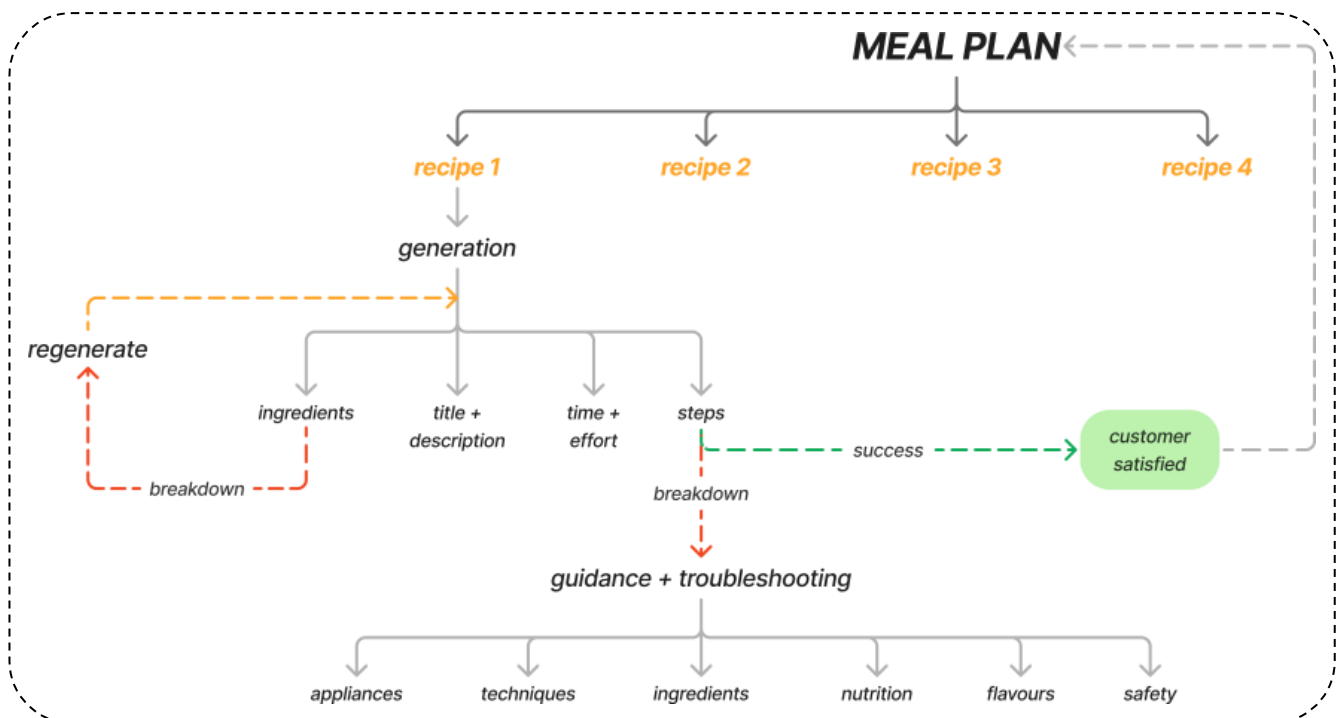 MEAL PLAN
recipe 1
recipe 2
recipe 3
recipe 4
generation
regenerate
ingredients
title +
description
time +
effort
steps
breakdown
success
customer
satisfied
breakdown
guidance + troubleshooting
appliances
techniques
ingredients
nutrition
flavours
safety